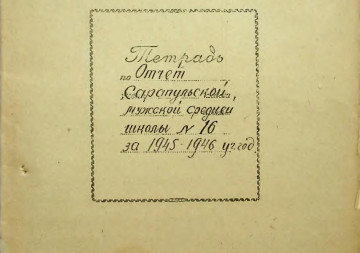 Тетрадь
по Отчет
Сарапульской
мужской средней
школы № 16
за 1945-1946 уч.год.